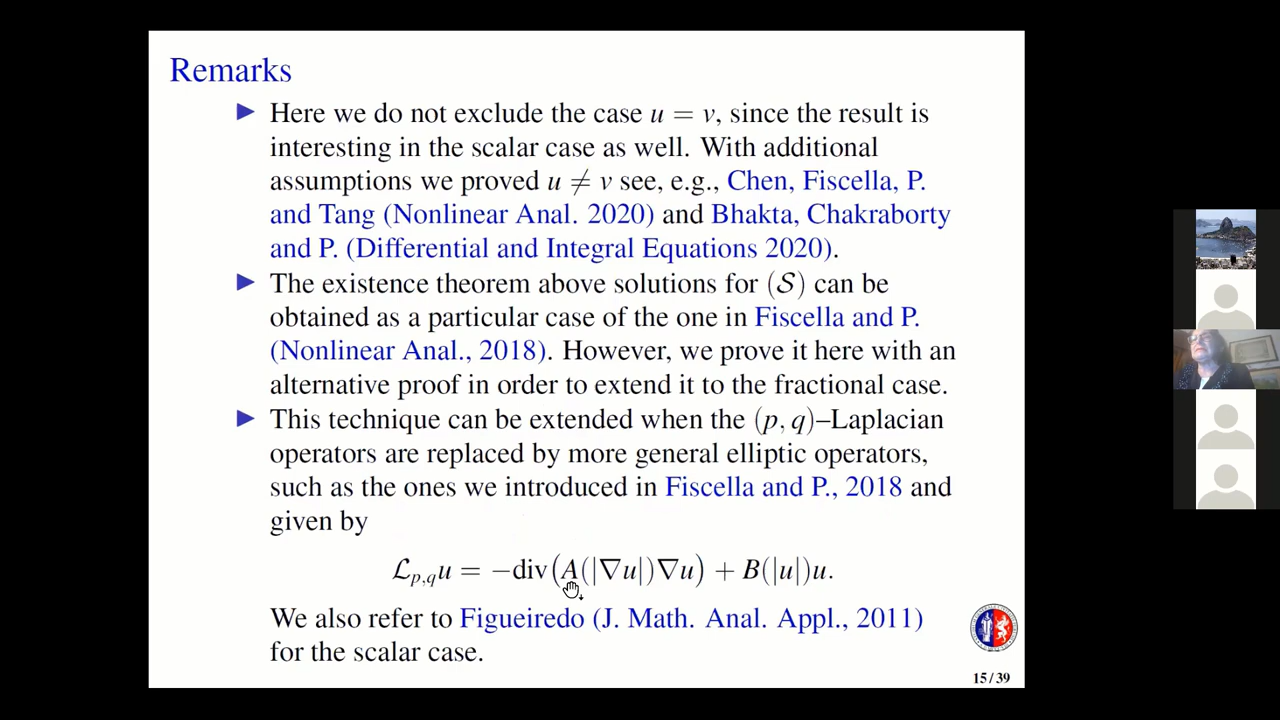 Remarks
▶ Here we do not exclude the case u = v, since the result is
interesting in the scalar case as well. With additional
assumptions we proved u ≠ v see, e.g., Chen, Fiscella, P.
and Tang (Nonlinear Anal. 2020) and Bhakta, Chakraborty
and P. (Differential and Integral Equations 2020).
▶ The existence theorem above solutions for (𝒮) can be
obtained as a particular case of the one in Fiscella and P.
(Nonlinear Anal., 2018). However, we prove it here with an
alternative proof in order to extend it to the fractional case.
▶ This technique can be extended when the (p, q)–Laplacian
operators are replaced by more general elliptic operators,
such as the ones we introduced in Fiscella and P., 2018 and
given by
ℒ_{p,q}u = −div(A(|∇u|)∇u) + B(|u|)u.
We also refer to Figueiredo (J. Math. Anal. Appl., 2011)
for the scalar case.
15/39